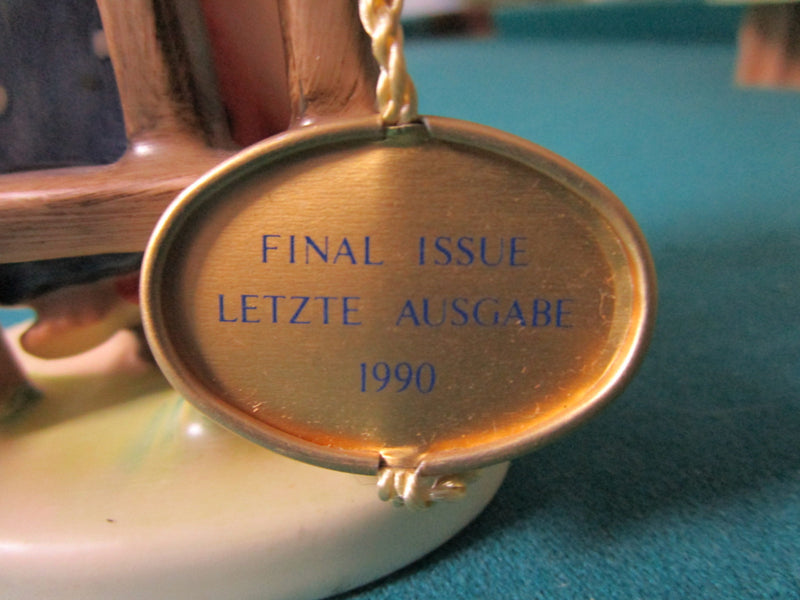 FINAL ISSUE
LETZTE AUSGABE
1990